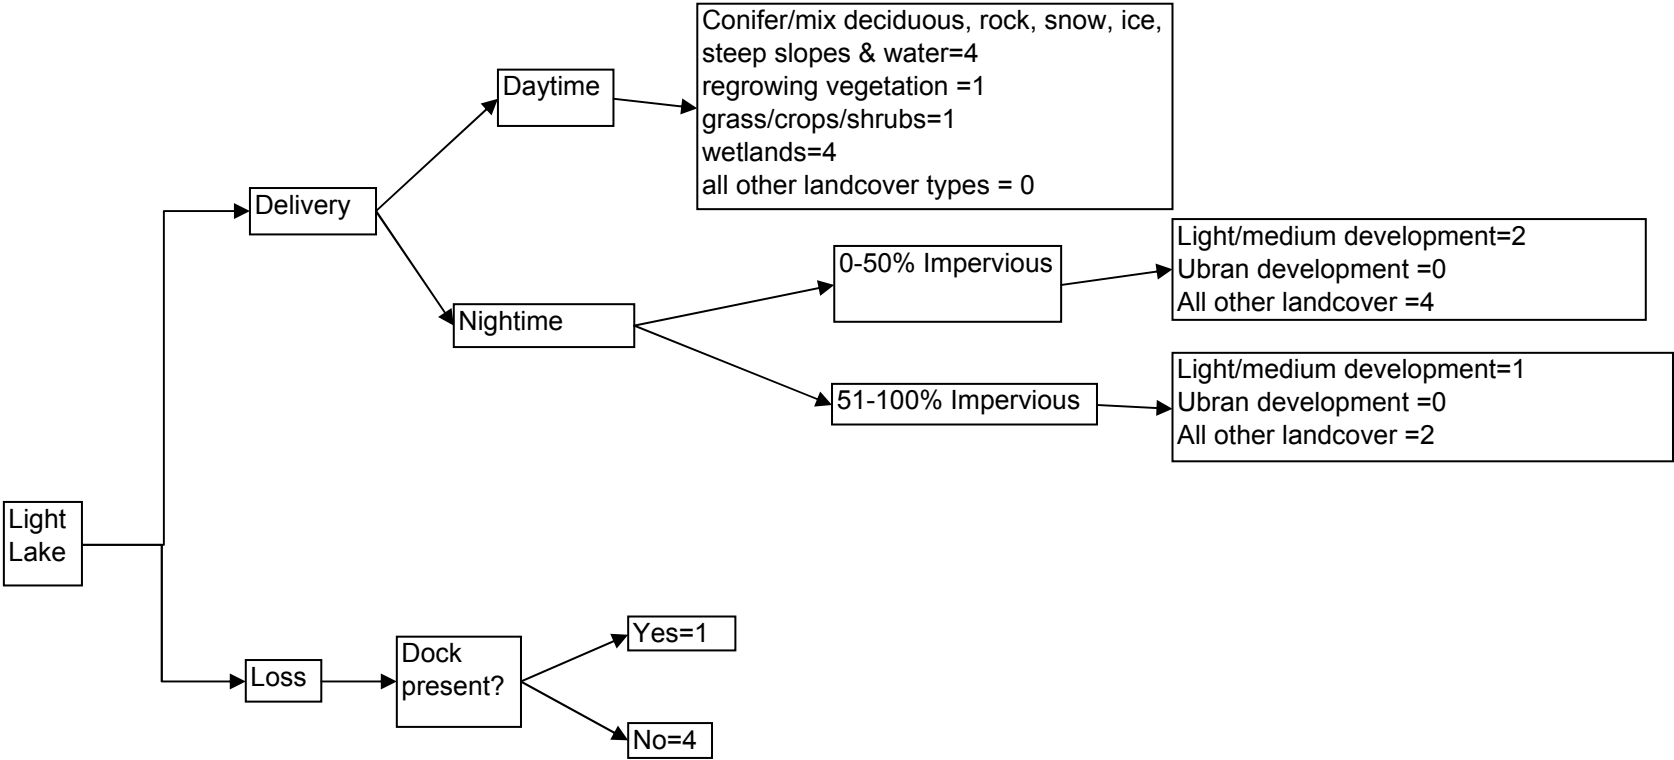 Conifer/mix deciduous, rock, snow, ice,
steep slopes & water=4
regrowing vegetation =1
grass/crops/shrubs=1
wetlands=4
all other landcover types = 0
Daytime
Delivery
Light/medium development=2
Ubran development =0
All other landcover =4
0-50% Impervious
Nightime
Light/medium development=1
Ubran development =0
All other landcover =2
51-100% Impervious
Light
Lake
Yes=1
Dock
present?
Loss
No=4